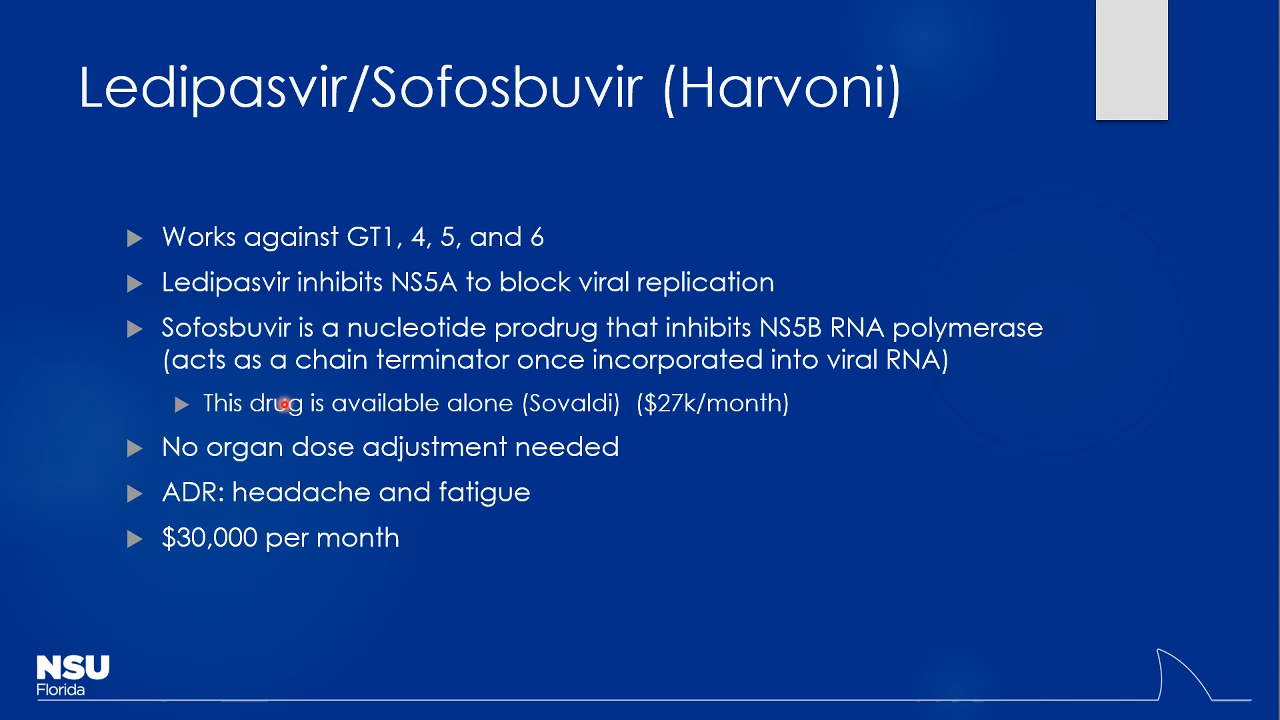 Ledipasvir/Sofosbuvir (Harvoni)
Works against GT1, 4, 5, and 6
Ledipasvir inhibits NS5A to block viral replication
Sofosbuvir is a nucleotide prodrug that inhibits NS5B RNA polymerase
(acts as a chain terminator once incorporated into viral RNA)
This drug is available alone (Sovaldi)  ($27k/month)
No organ dose adjustment needed
ADR: headache and fatigue
$30,000 per month
NSU
Florida